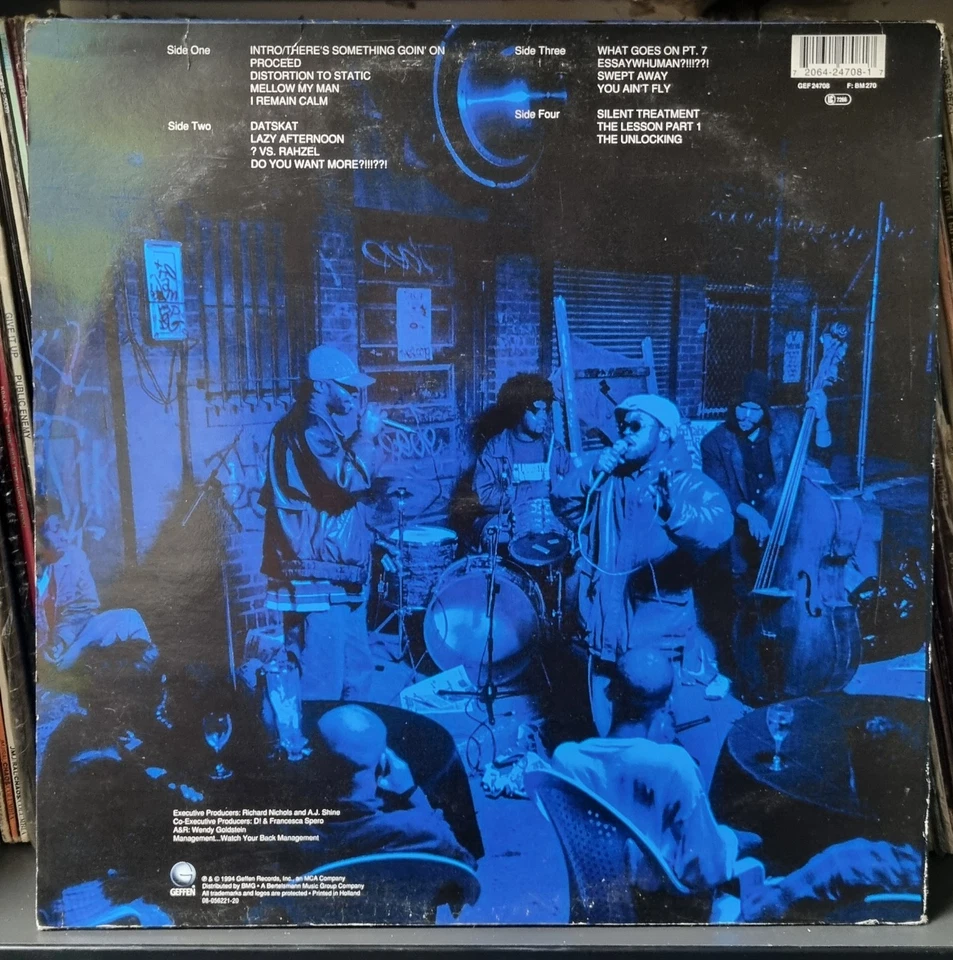 Side One
INTRO/THERE'S SOMETHING GOIN' ON
PROCEED
DISTORTION TO STATIC
MELLOW MY MAN
I REMAIN CALM
Side Two
DATSKAT
LAZY AFTERNOON
? VS. RAHZEL
DO YOU WANT MORE?!!!??!
Side Three
WHAT GOES ON PT. 7
ESSAYWHUMAN?!!!??!
SWEPT AWAY
YOU AIN'T FLY
Side Four
SILENT TREATMENT
THE LESSON PART 1
THE UNLOCKING
7 2064-24708-1 7
GEF 24708 F: BM 270
GIVE IT UP PUBLIC ENEMY
Executive Producers: Richard Nichols and A.J. Shine
Co-Executive Producers: D! & Francesca Spero
A&R: Wendy Goldstein
Management...Watch Your Back Management
GEFFEN
℗ & © 1994 Geffen Records, Inc., an MCA Company
Distributed by BMG • A Bertelsmann Music Group Company
All trademarks and logos are protected • Printed in Holland
08-056221-20